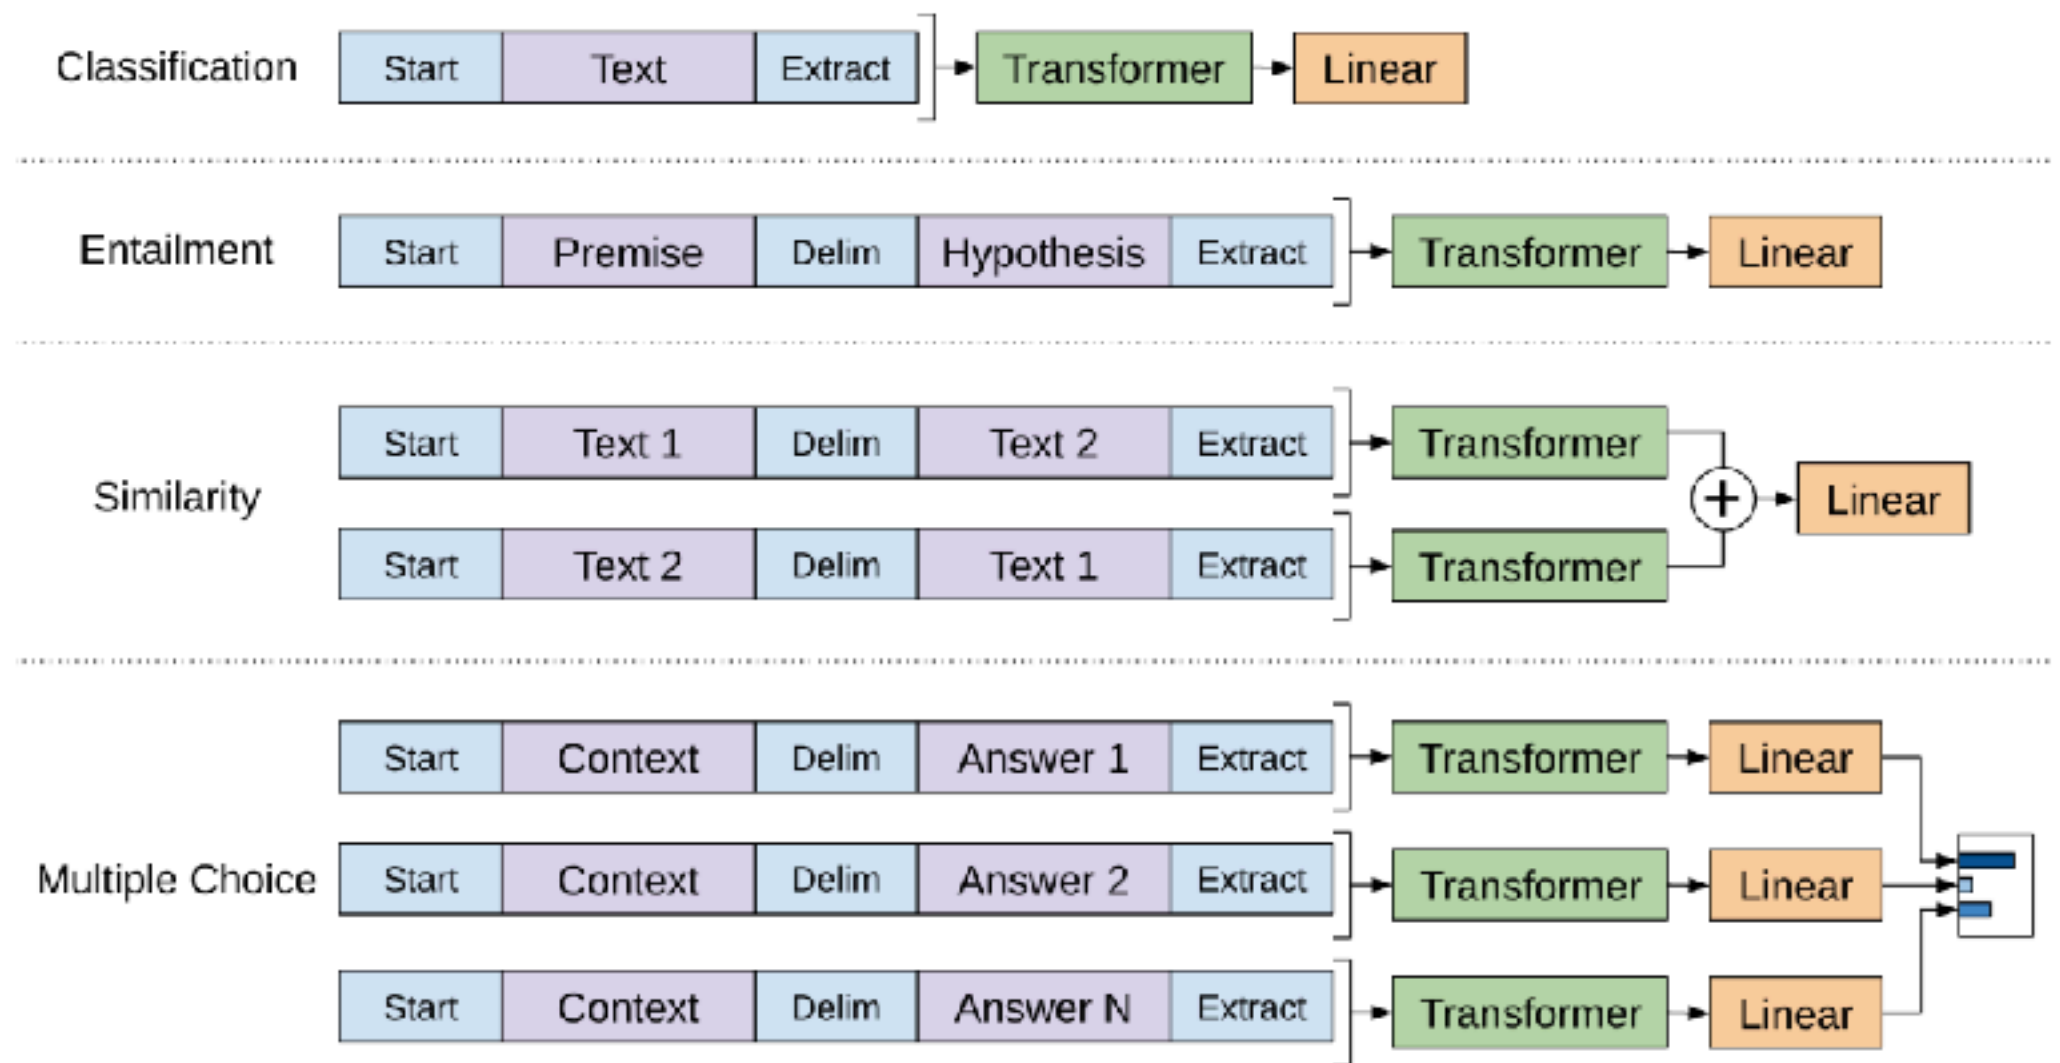 Classification Start Text Extract Transformer Linear
Entailment Start Premise Delim Hypothesis Extract Transformer Linear
Start Text 1 Delim Text 2 Extract Transformer
Similarity + Linear
Start Text 2 Delim Text 1 Extract Transformer
Start Context Delim Answer 1 Extract Transformer Linear
Multiple Choice Start Context Delim Answer 2 Extract Transformer Linear
Start Context Delim Answer N Extract Transformer Linear